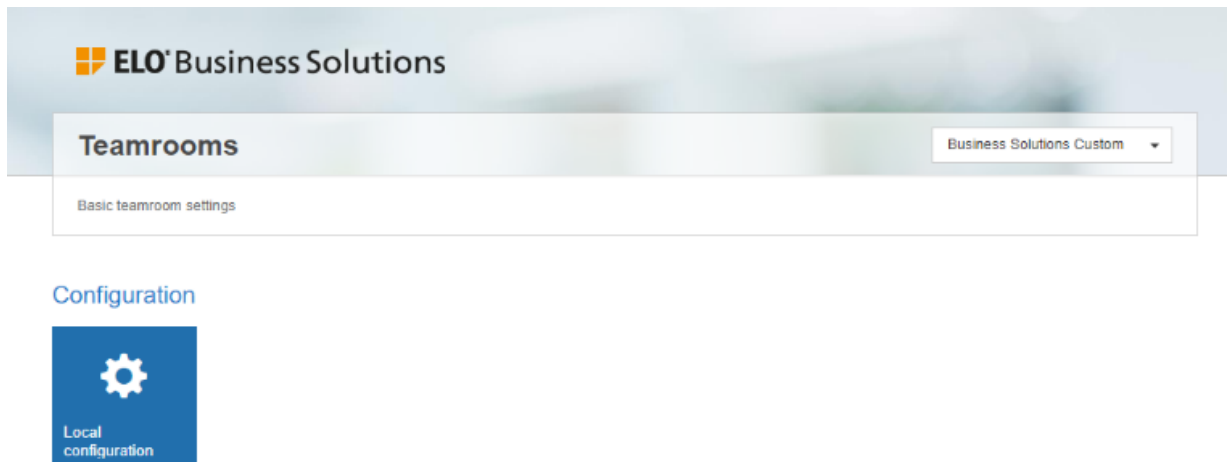 ELO® Business Solutions
Teamrooms
Business Solutions Custom
Basic teamroom settings
Configuration
Local
configuration